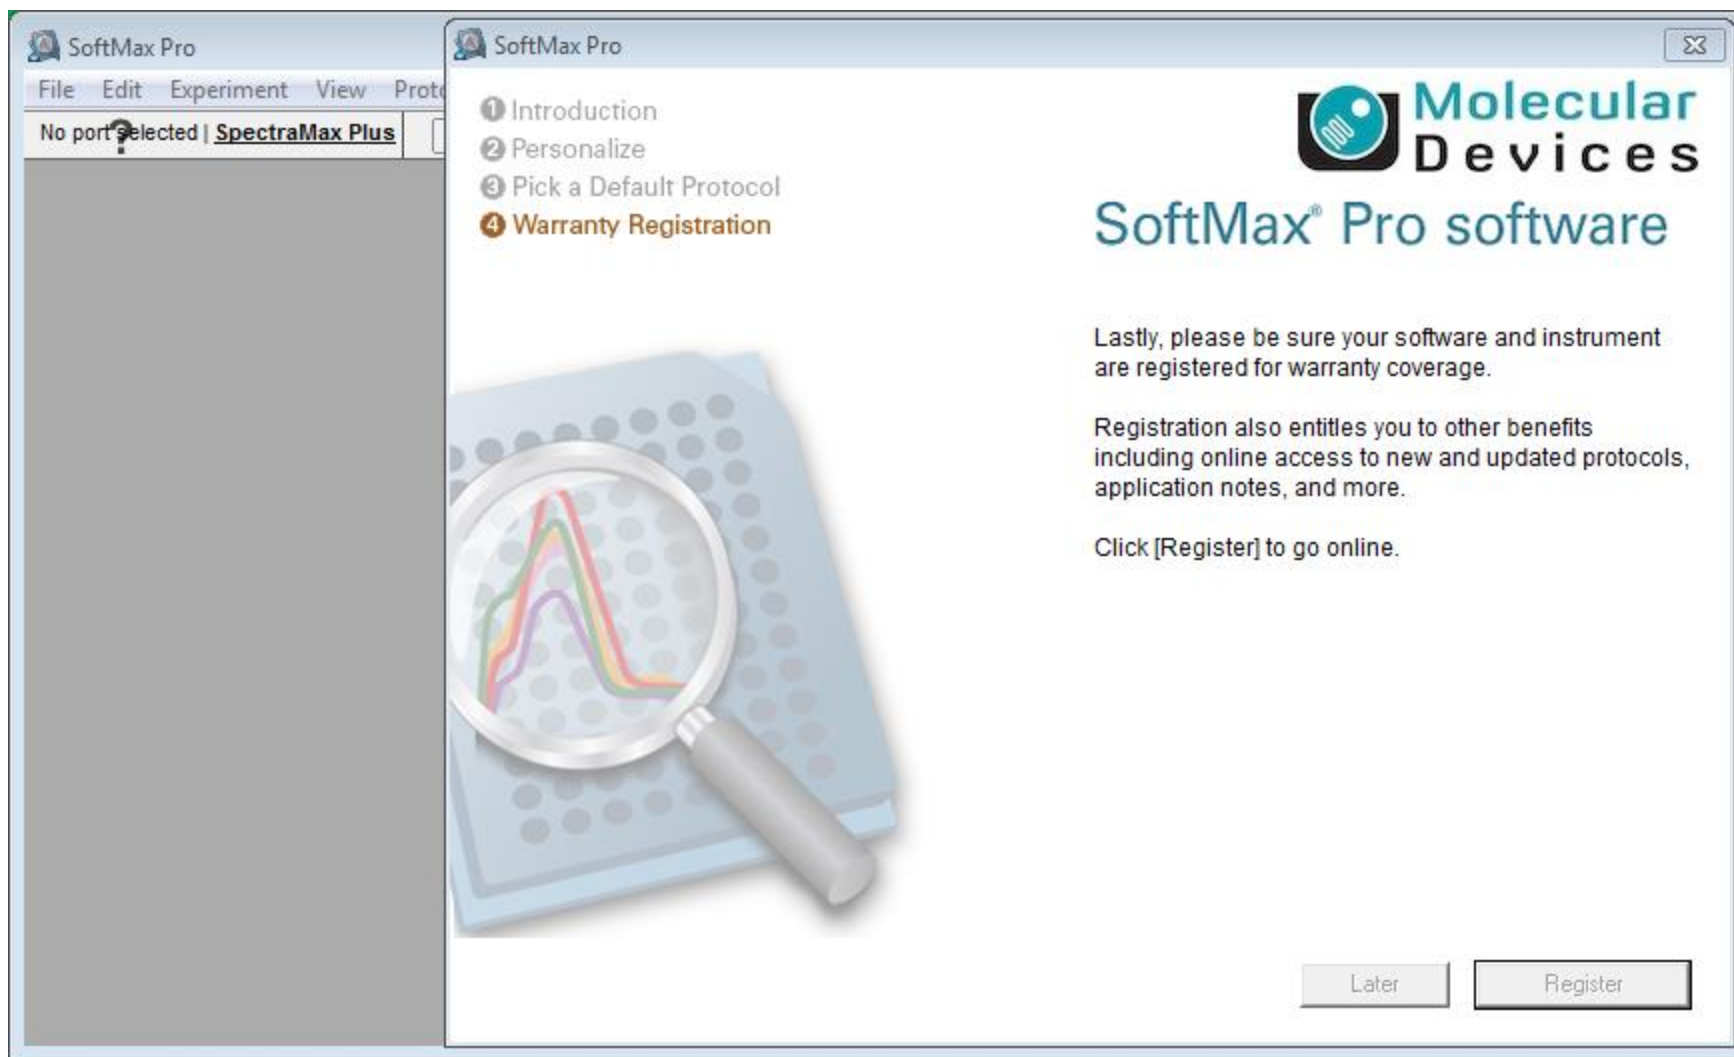 SoftMax Pro
File Edit Experiment View Proto
No port selected | SpectraMax Plus
?
SoftMax Pro
1 Introduction
2 Personalize
3 Pick a Default Protocol
4 Warranty Registration
Molecular
Devices
SoftMax® Pro software
Lastly, please be sure your software and instrument
are registered for warranty coverage.
Registration also entitles you to other benefits
including online access to new and updated protocols,
application notes, and more.
Click [Register] to go online.
Later Register